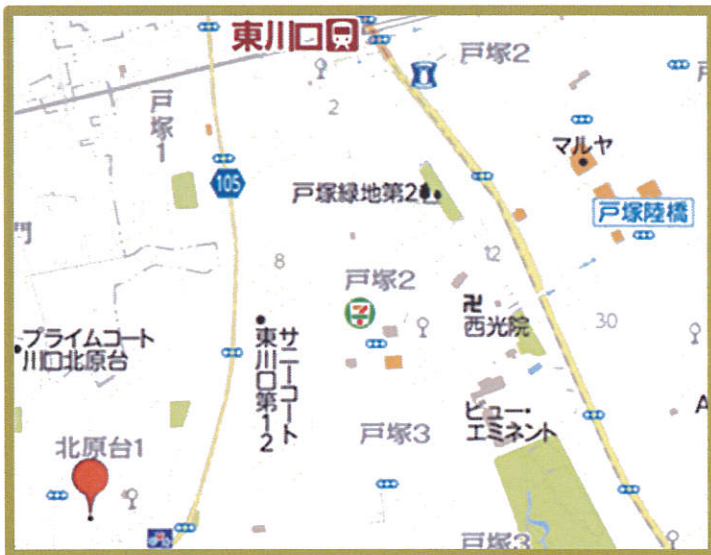 東川口
戸塚2
2
戸塚1
マルヤ
105
戸塚緑地第2
戸塚陸橋
門
8
12
戸塚2
7
卍
西光院
30
プライムコート
川口北原台
サニーコート
東川口第12
ビュー・
エミネント
A
戸塚3
北原台1
戸塚3